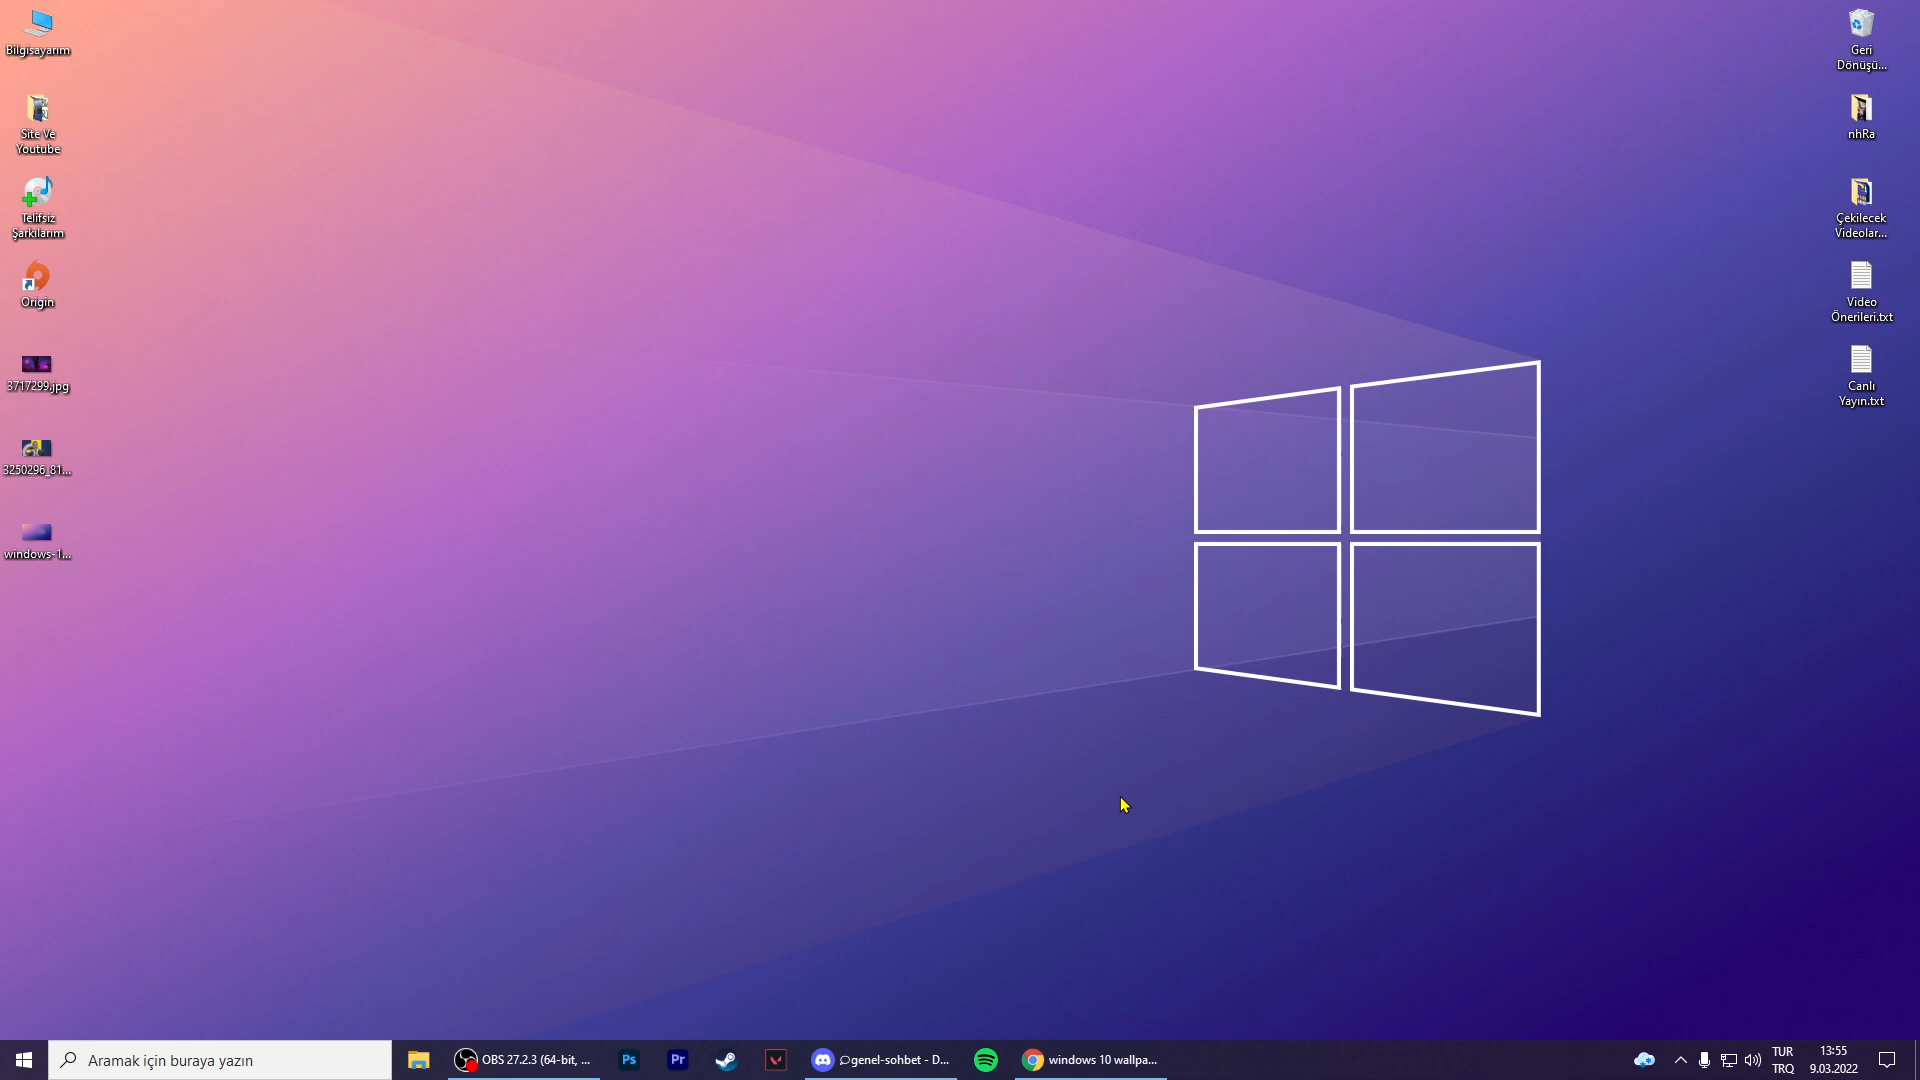 Bilgisayarım
Site Ve
Youtube
Telifsiz
Şarkılarım
Origin
3717299.jpg
3250296_81...
windows-1...
Geri
Dönüşü...
nhRa
Çekilecek
Videolar...
Video
Önerileri.txt
Canlı
Yayın.txt
Aramak için buraya yazın
OBS 27.2.3 (64-bit, ...
Ps
Pr
genel-sohbet - D...
windows 10 wallpa...
TUR
TRQ
13:55
9.03.2022